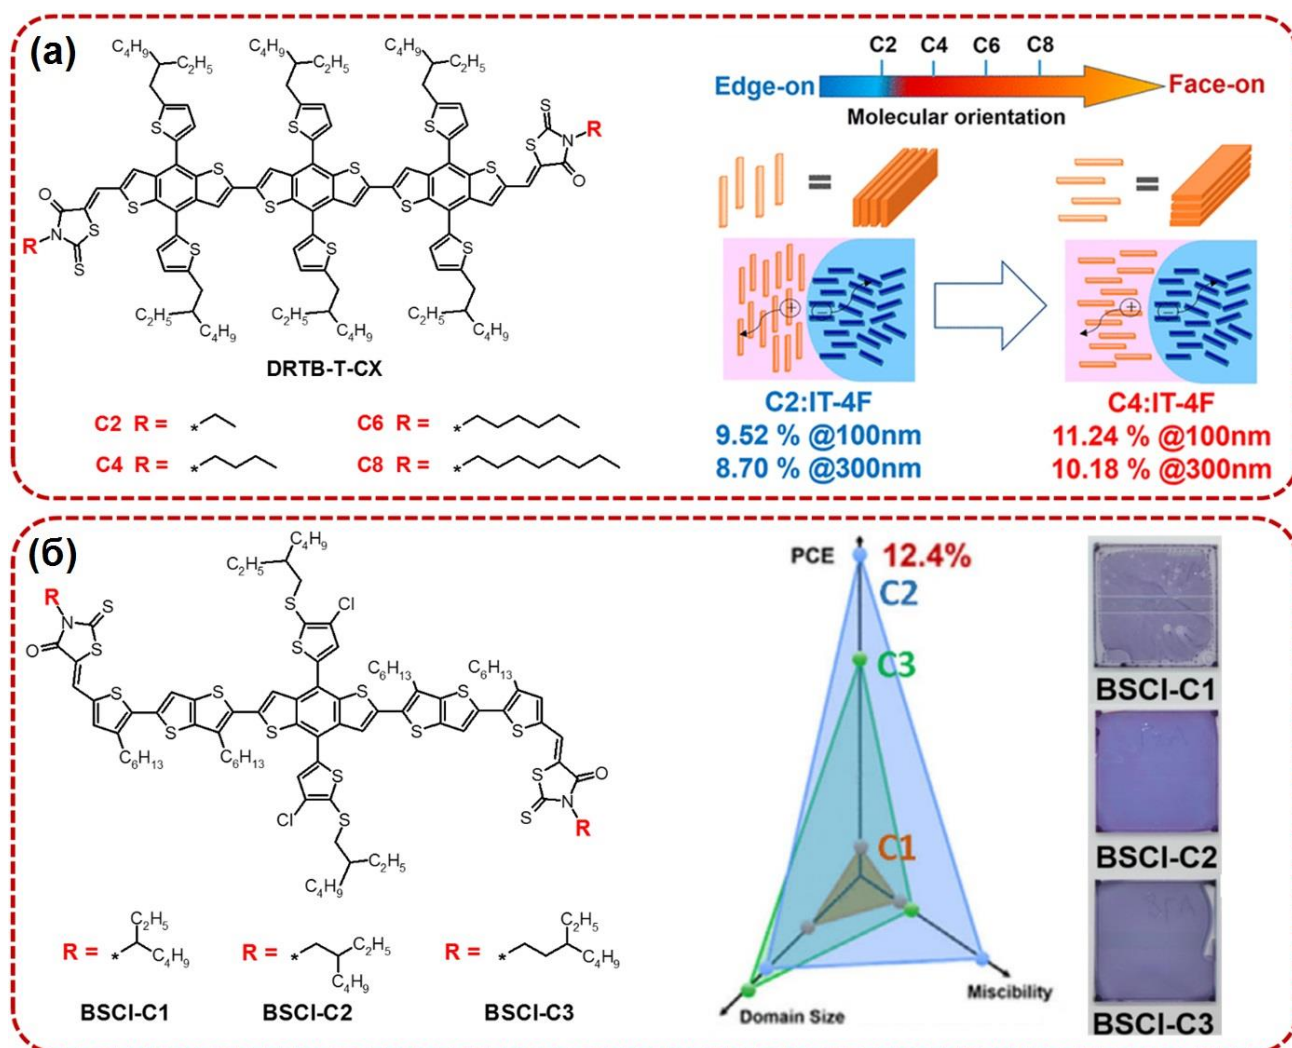 (а)
C₄H₉ C₄H₉ C₄H₉
C₂H₅ C₂H₅ C₂H₅
S S S S
N R
S S S S O
O S S S
R N S S S S
S
C₂H₅ C₂H₅ C₂H₅
C₄H₉ C₄H₉ C₄H₉
DRTB-T-CX
C2 R = * C6 R = *
C4 R = * C8 R = *
C2 C4 C6 C8
Edge-on Face-on
Molecular orientation
= =
+ − + −
C2:IT-4F C4:IT-4F
9.52 % @100nm 11.24 % @100nm
8.70 % @300nm 10.18 % @300nm
(б)
C₄H₉
C₂H₅
R S Cl
N S
O S S
C₆H₁₃ C₆H₁₃
S S S S S
S S S S
C₆H₁₃ C₆H₁₃
S S O
Cl S S N
R
C₂H₅
C₄H₉
C₂H₅ C₂H₅
R = * C₄H₉ R = * C₂H₅ R = * C₄H₉
C₄H₉
BSCI-C1 BSCI-C2 BSCI-C3
PCE 12.4%
C2
C3
C1
Miscibility
Domain Size
BSCI-C1
BSCI-C2
BSCI-C3